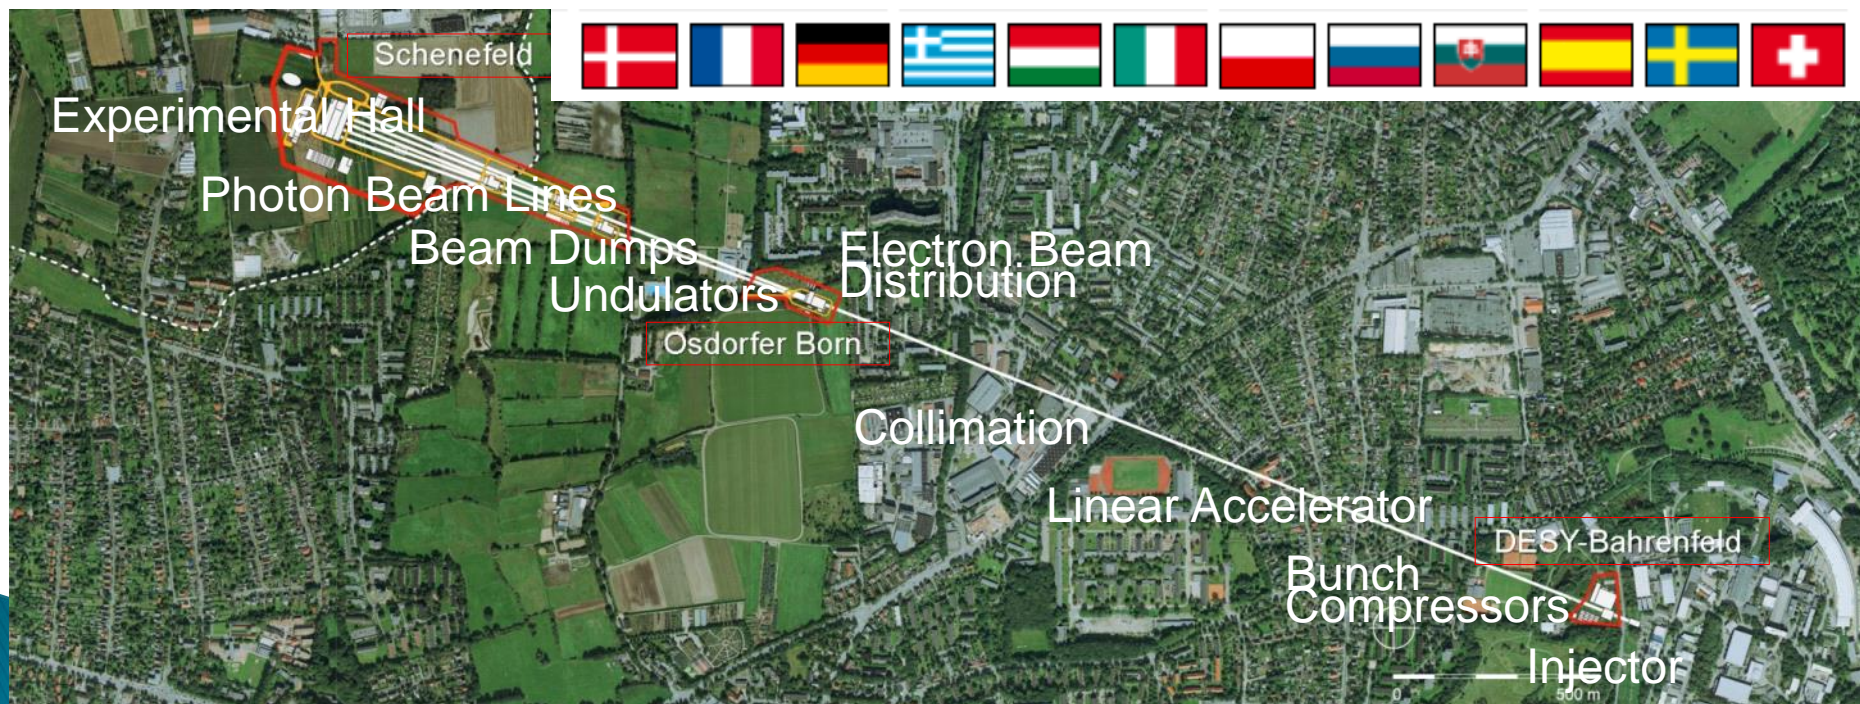 Schenefeld
Experimental Hall
Photon Beam Lines
Beam Dumps
Undulators
Electron Beam
Distribution
Osdorfer Born
Collimation
Linear Accelerator
DESY-Bahrenfeld
Bunch
Compressors
Injector
0 500 m